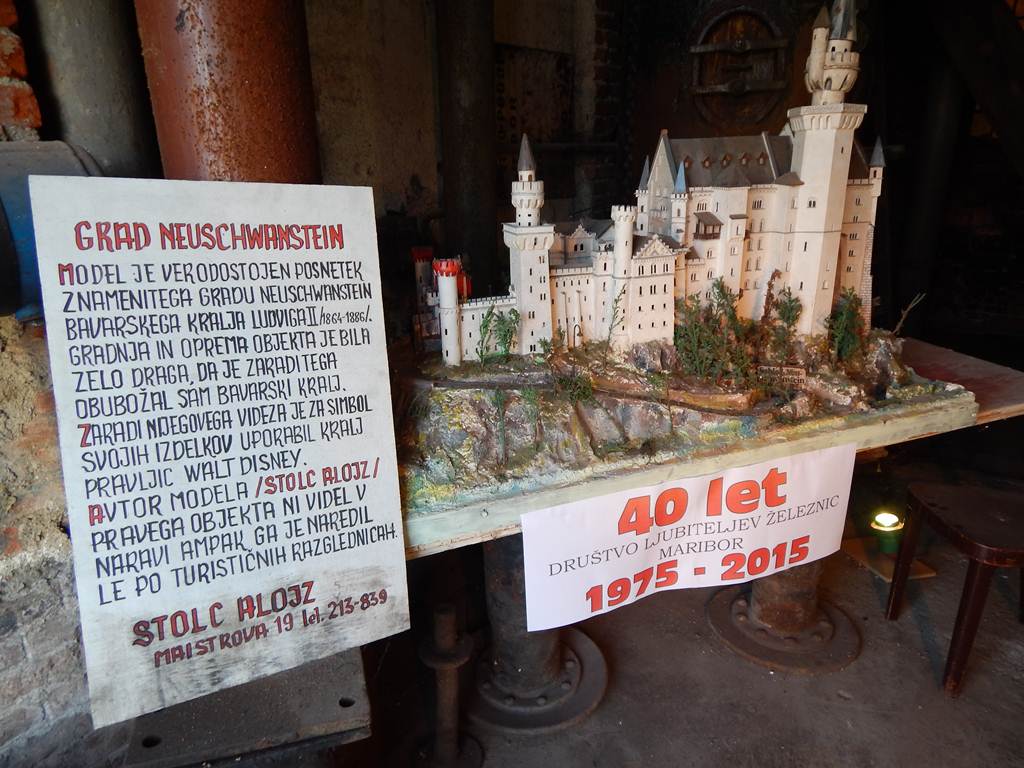 GRAD NEUSCHWANSTEIN
MODEL JE VERODOSTOJEN POSNETEK
ZNAMENITEGA GRADU NEUSCHWANSTEIN
BAVARSKEGA KRALJA LUDVIGA II /1864-1886/.
GRADNJA IN OPREMA OBJEKTA JE BILA
ZELO DRAGA, DA JE ZARADI TEGA
OBUBOŽAL SAM BAVARSKI KRALJ.
ZARADI NJEGOVEGA VIDEZA JE ZA SIMBOL
SVOJIH IZDELKOV UPORABIL KRALJ
PRAVLJIC WALT DISNEY.
AVTOR MODELA /STOLC ALOJZ/
PRAVEGA OBJEKTA NI VIDEL V
NARAVI AMPAK GA JE NAREDIL
LE PO TURISTIČNIH RAZGLEDNICAH.
STOLC ALOJZ
MAISTROVA 19 tel. 213-839
40 let
DRUŠTVO LJUBITELJEV ŽELEZNIC
MARIBOR
1975 - 2015